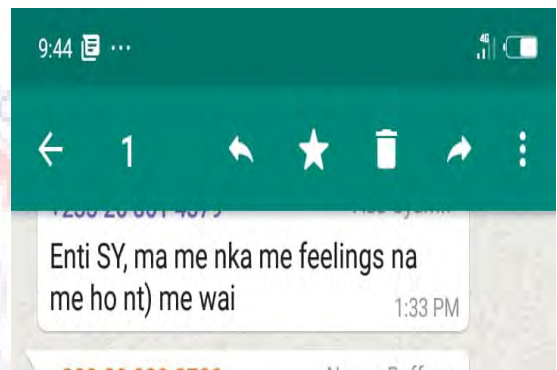 9:44 ...
4G
1
Enti SY, ma me nka me feelings na
me ho nt) me wai
1:33 PM